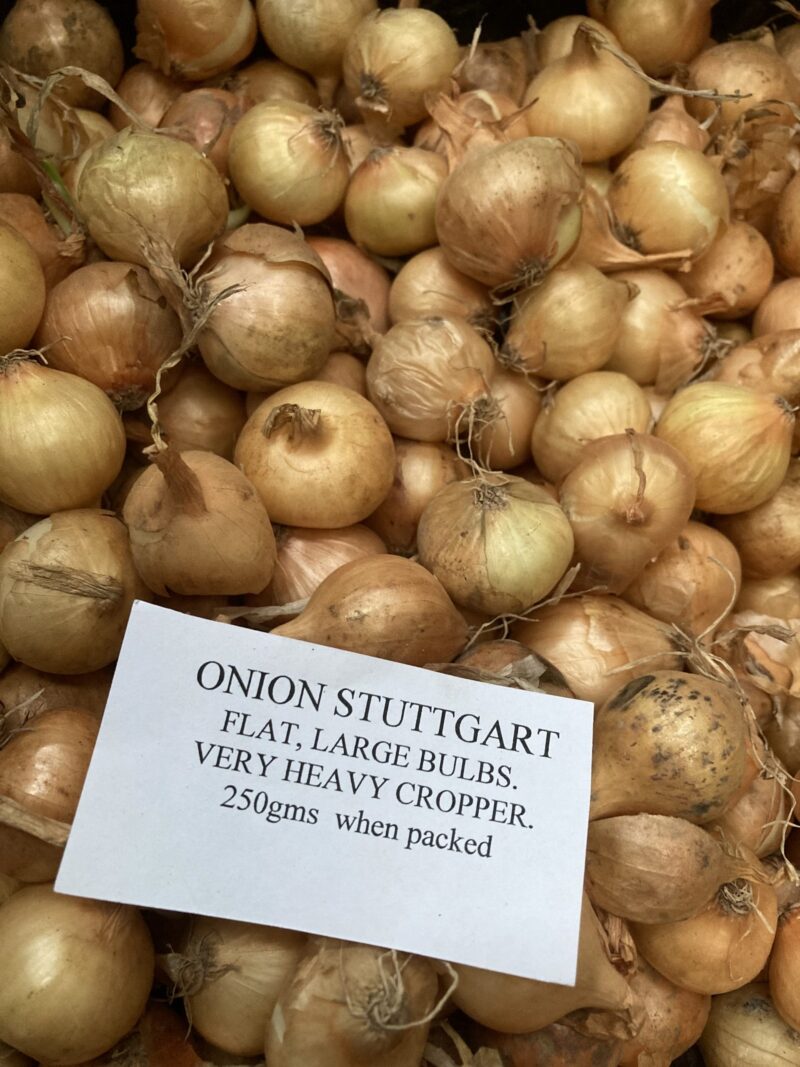 ONION STUTTGART
FLAT, LARGE BULBS.
VERY HEAVY CROPPER.
250gms when packed